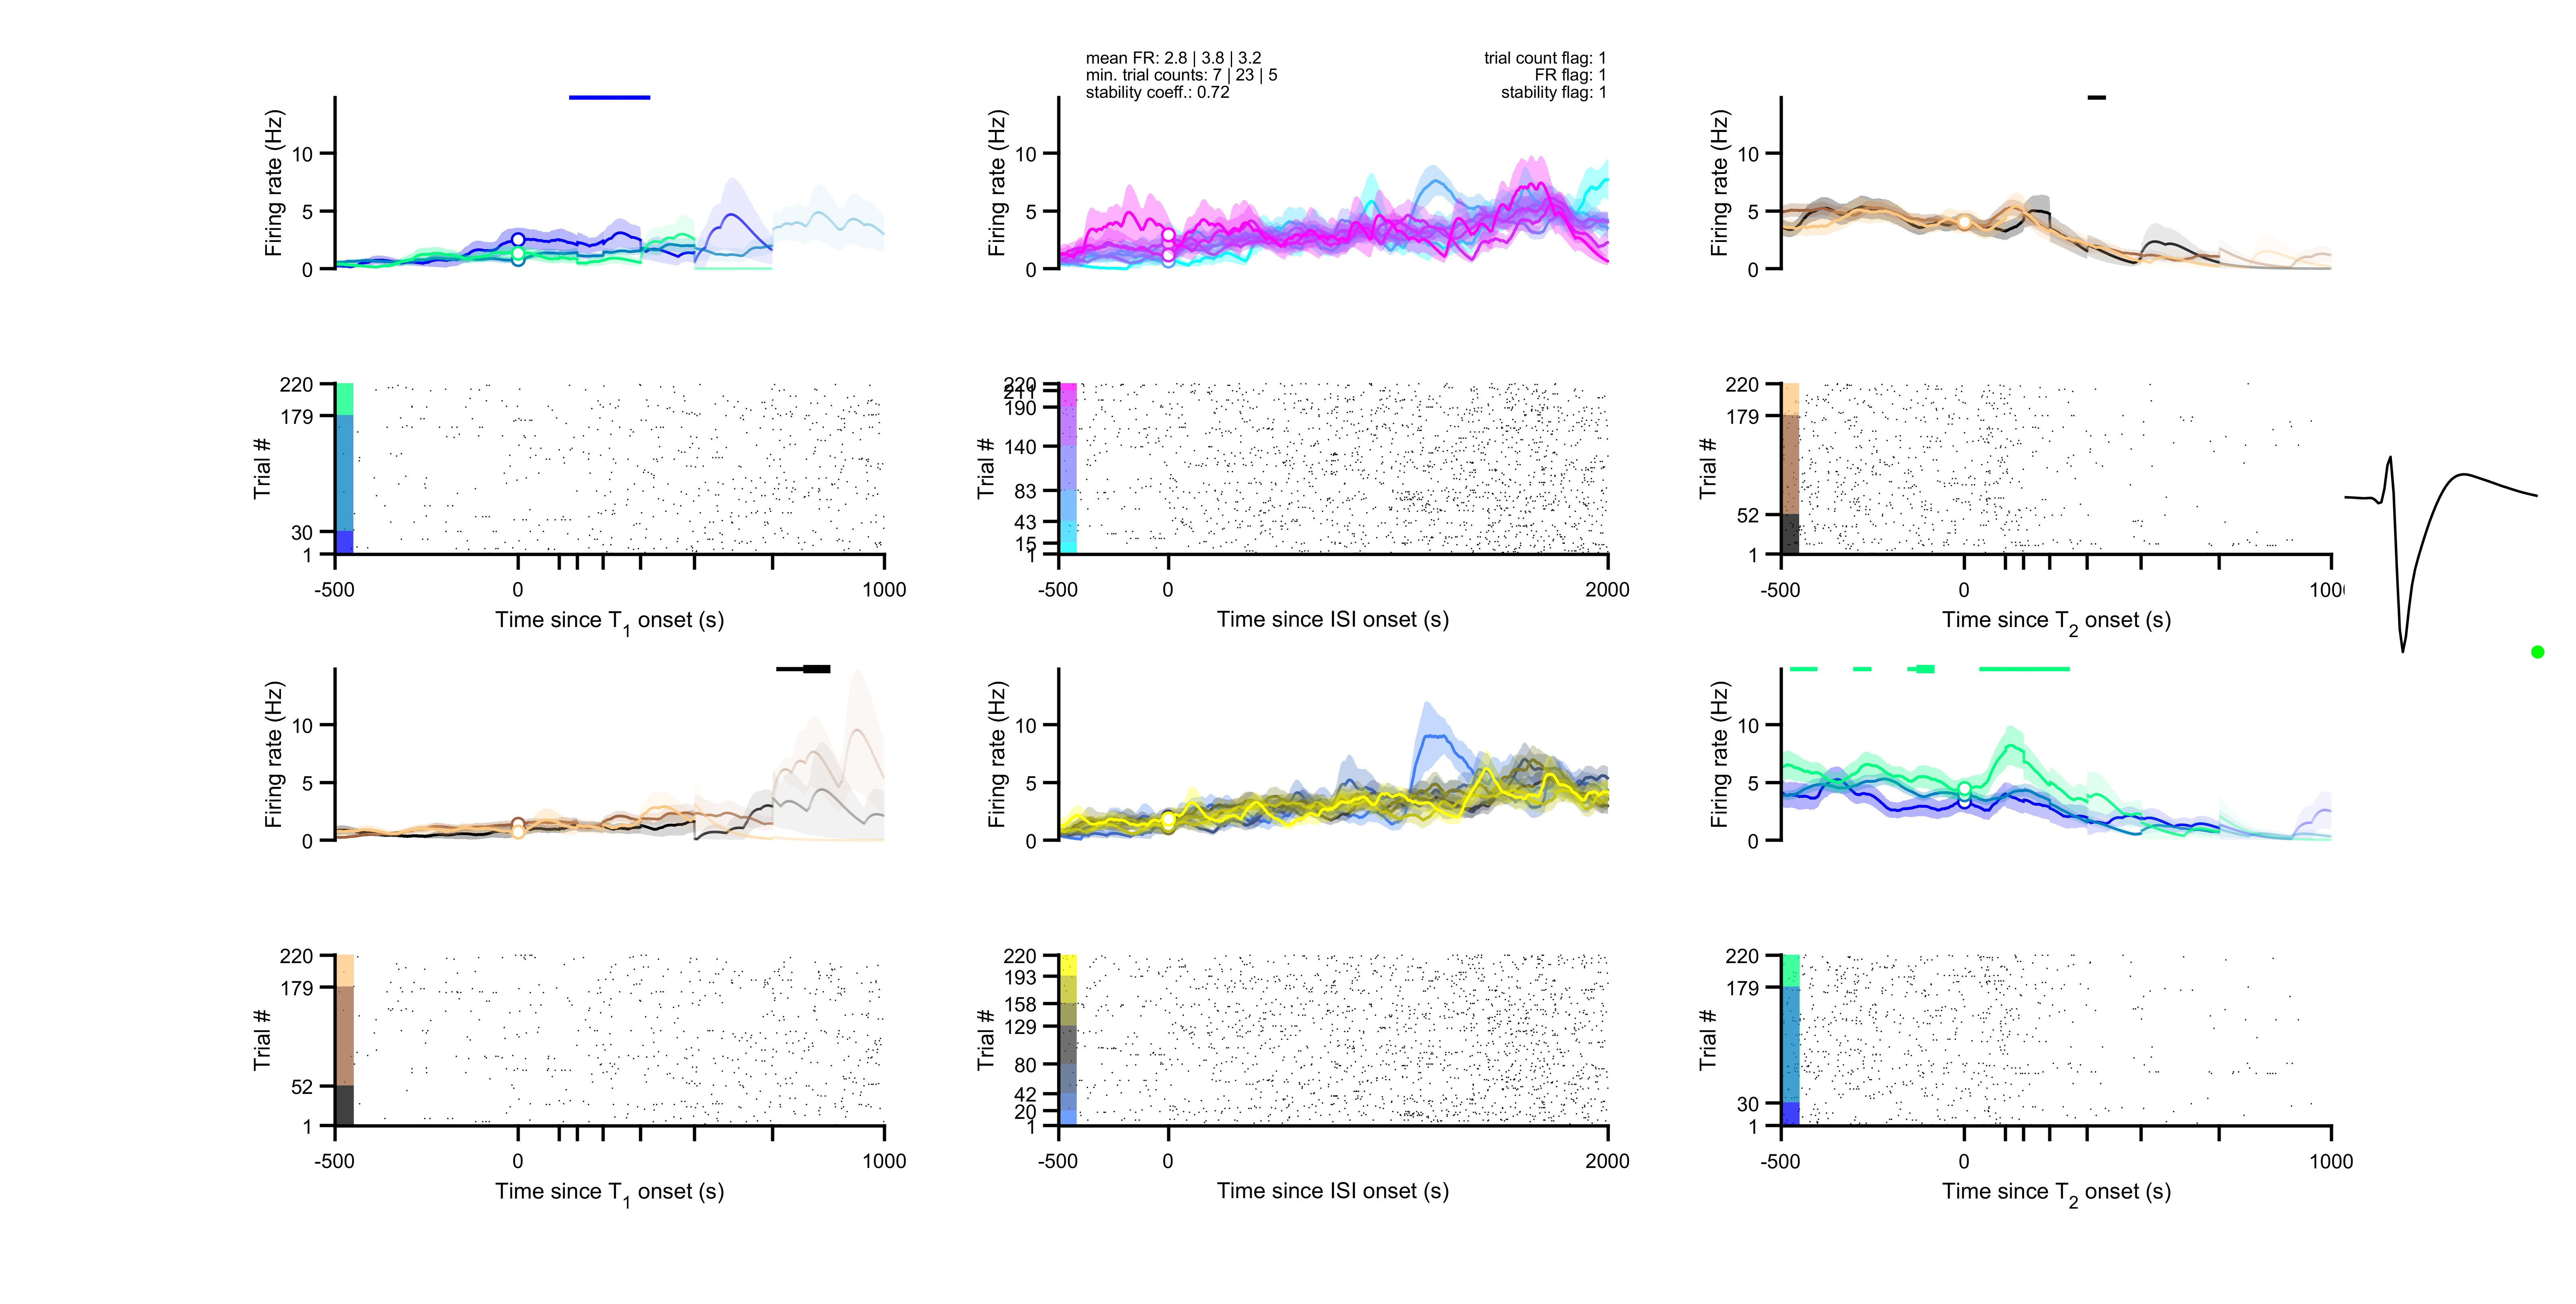 mean FR: 2.8 | 3.8 | 3.2
min. trial counts: 7 | 23 | 5
stability coeff.: 0.72
trial count flag: 1
FR flag: 1
stability flag: 1
Firing rate (Hz)
10
5
0
Firing rate (Hz)
10
5
0
Firing rate (Hz)
10
5
0
Trial #
220
179
30
1
-500
0
1000
Time since T1 onset (s)
Trial #
220
211
190
140
83
43
15
1
-500
0
2000
Time since ISI onset (s)
Trial #
220
179
52
1
-500
0
100
Time since T2 onset (s)
Firing rate (Hz)
10
5
0
Firing rate (Hz)
10
5
0
Firing rate (Hz)
10
5
0
Trial #
220
179
52
1
-500
0
1000
Time since T1 onset (s)
Trial #
220
193
158
129
80
42
20
1
-500
0
2000
Time since ISI onset (s)
Trial #
220
179
30
1
-500
0
1000
Time since T2 onset (s)